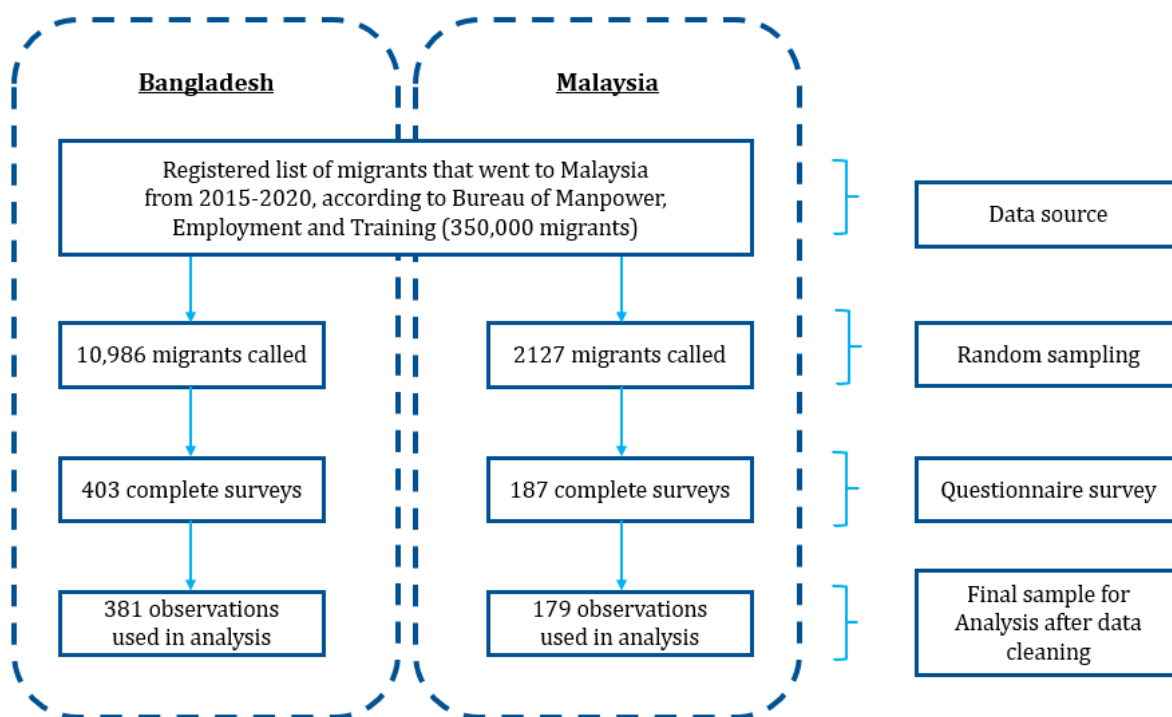 Bangladesh
Malaysia
Registered list of migrants that went to Malaysia
from 2015-2020, according to Bureau of Manpower,
Employment and Training (350,000 migrants)
Data source
10,986 migrants called
2127 migrants called
Random sampling
403 complete surveys
187 complete surveys
Questionnaire survey
381 observations
used in analysis
179 observations
used in analysis
Final sample for
Analysis after data
cleaning